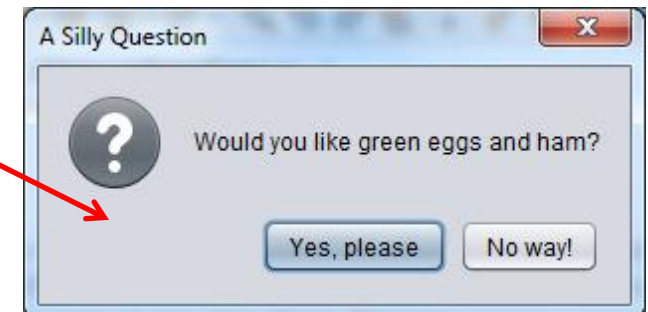 A Silly Question
Would you like green eggs and ham?
Yes, please
No way!